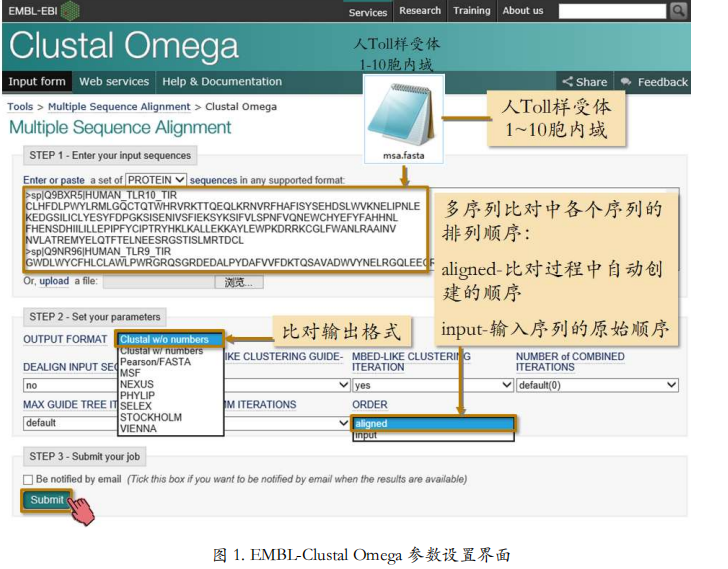 EMBL-EBI
Services Research Training About us
Clustal Omega
人Toll样受体
1-10胞内域
Input form Web services Help & Documentation
Share Feedback
Tools > Multiple Sequence Alignment > Clustal Omega
Multiple Sequence Alignment
msa.fasta
人Toll样受体
1~10胞内域
STEP 1 - Enter your input sequences
Enter or paste a set of PROTEIN sequences in any supported format:
>sp|Q9BXR5|HUMAN_TLR10_TIR
CLHFDLPWYLRMLGQCTQTWHRVRKTTQEQLKRNVRFHAFISYSEHDSLWVKNELIPNLE
KEDGSILICLYESYFDPGKSISENIVSFIEKSYKSIFVLSPNFVQNEWCHYEFYFAHHNL
FHENSDHIILILLEPIPFYCIPTRYHKLKALLEKKAYLEWPKDRRKCGLFWANLRAAINV
NVLATREMYELQTFTELNEESRGSTISLMRTDCL
>sp|Q9NR96|HUMAN_TLR9_TIR
GWDLWYCFHLCLAWLPWRGRQSGRDEDALPYDAFVVFDKTQSAVADWVYNELRGQLEE
多序列比对中各个序列的
排列顺序：
aligned-比对过程中自动创
建的顺序
input-输入序列的原始顺序
Or, upload a file:
浏览...
STEP 2 - Set your parameters
OUTPUT FORMAT Clustal w/o numbers
比对输出格式
Clustal w/ numbers
Pearson/FASTA
MSF
NEXUS
PHYLIP
SELEX
STOCKHOLM
VIENNA
DEALIGN INPUT
CLUSTERING GUIDE-
MBED-LIKE CLUSTERING
ITERATION
NUMBER of COMBINED
ITERATIONS
no
yes
default(0)
MAX GUIDE TREE
ITERATIONS
ORDER
default
aligned
input
STEP 3 - Submit your job
Be notified by email (Tick this box if you want to be notified by email when the results are available)
Submit
图 1. EMBL-Clustal Omega 参数设置界面